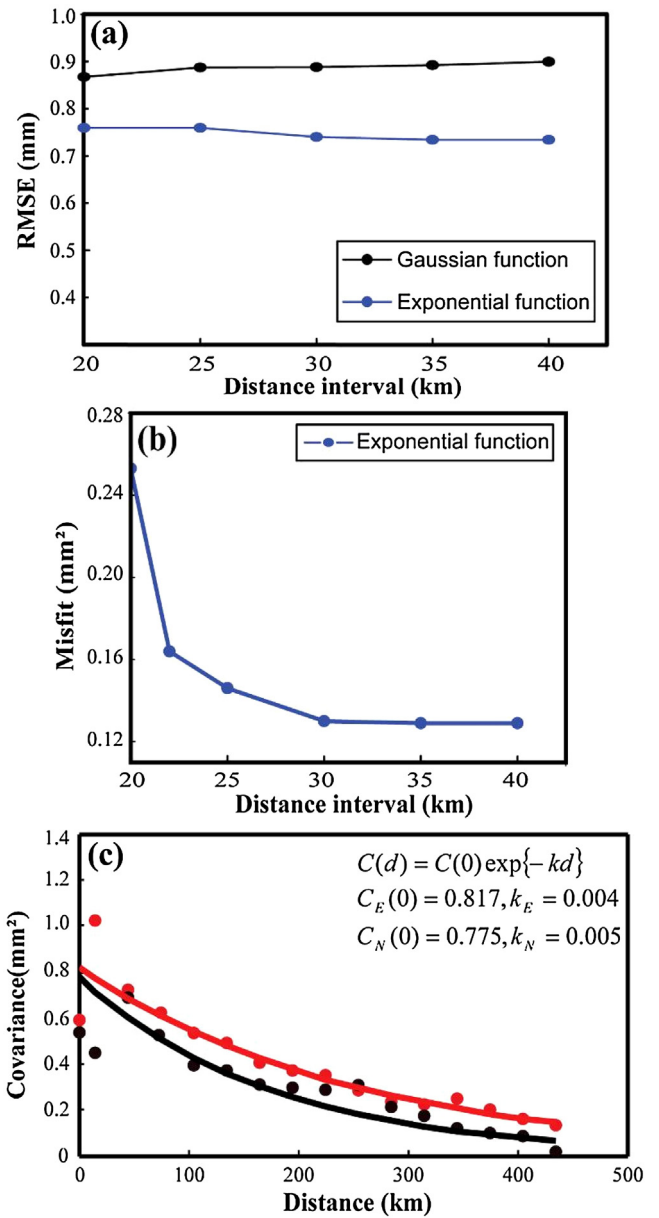 (a)
1.0
0.9
0.8
0.7
0.6
0.5
0.4
RMSE (mm)
Gaussian function
Exponential function
20 25 30 35 40
Distance interval (km)
(b)
Exponential function
0.28
0.24
0.20
0.16
0.12
Misfit (mm²)
20 25 30 35 40
Distance interval (km)
(c)
C(d) = C(0)exp{−kd}
C_E(0) = 0.817, k_E = 0.004
C_N(0) = 0.775, k_N = 0.005
1.4
1.2
1.0
0.8
0.6
0.4
0.2
0
Covariance(mm²)
0 100 200 300 400 500
Distance (km)